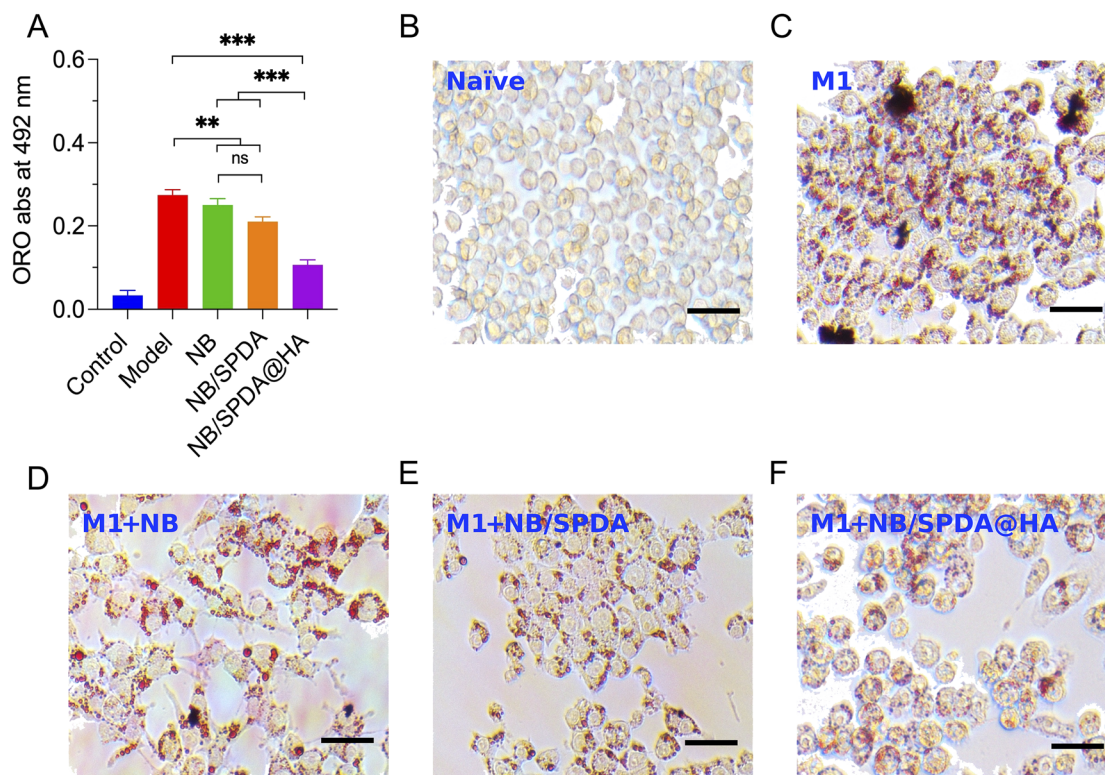 A
ORO abs at 492 nm
0.6
0.4
0.2
0.0
***
***
**
ns
Control
Model
NB
NB/SPDA
NB/SPDA@HA
B
Naïve
C
M1
D
M1+NB
E
M1+NB/SPDA
F
M1+NB/SPDA@HA